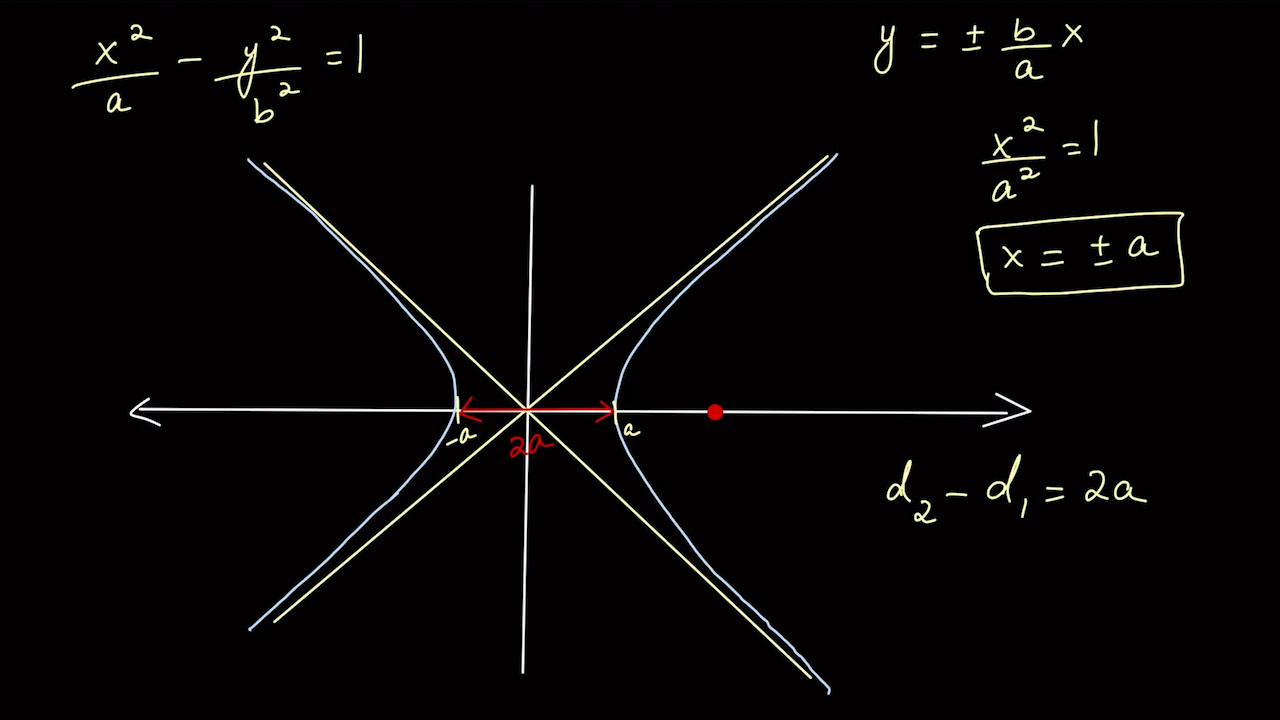 x²/a - y²/b² = 1
y = ± b/a x
x²/a² = 1
x = ± a
-a
2a
a
d₂ - d₁ = 2a